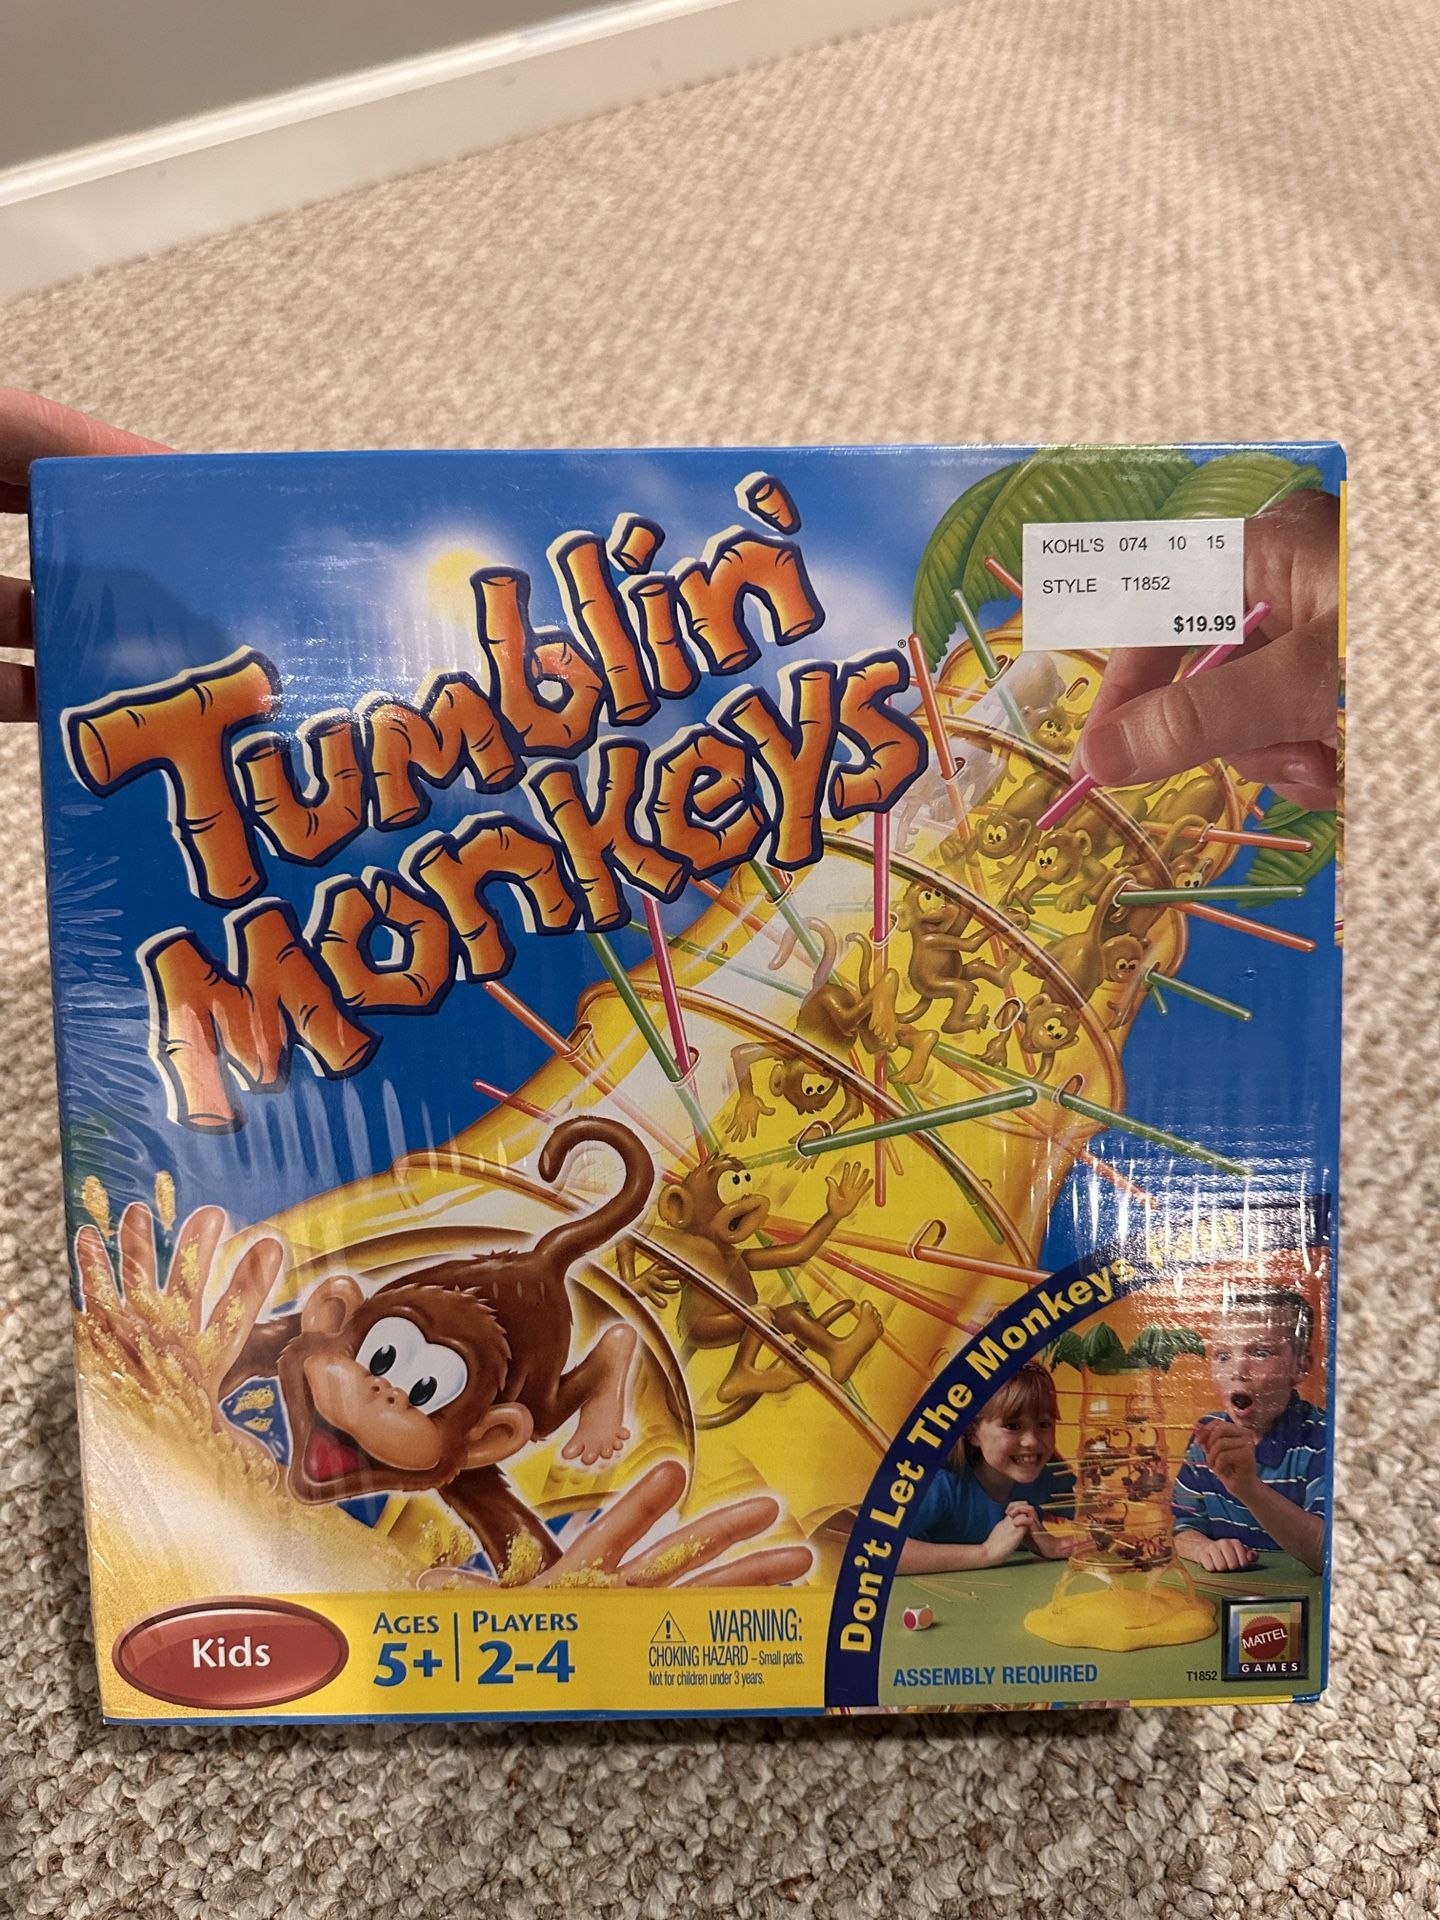 KOHL'S 074 10 15
STYLE T1852
$19.99
Tumblin'
Monkeys®
Don't Let The Monkeys Fall!
Kids
AGES
5+
PLAYERS
2-4
WARNING:
CHOKING HAZARD – Small parts.
Not for children under 3 years.
ASSEMBLY REQUIRED
T1852
MATTEL
GAMES